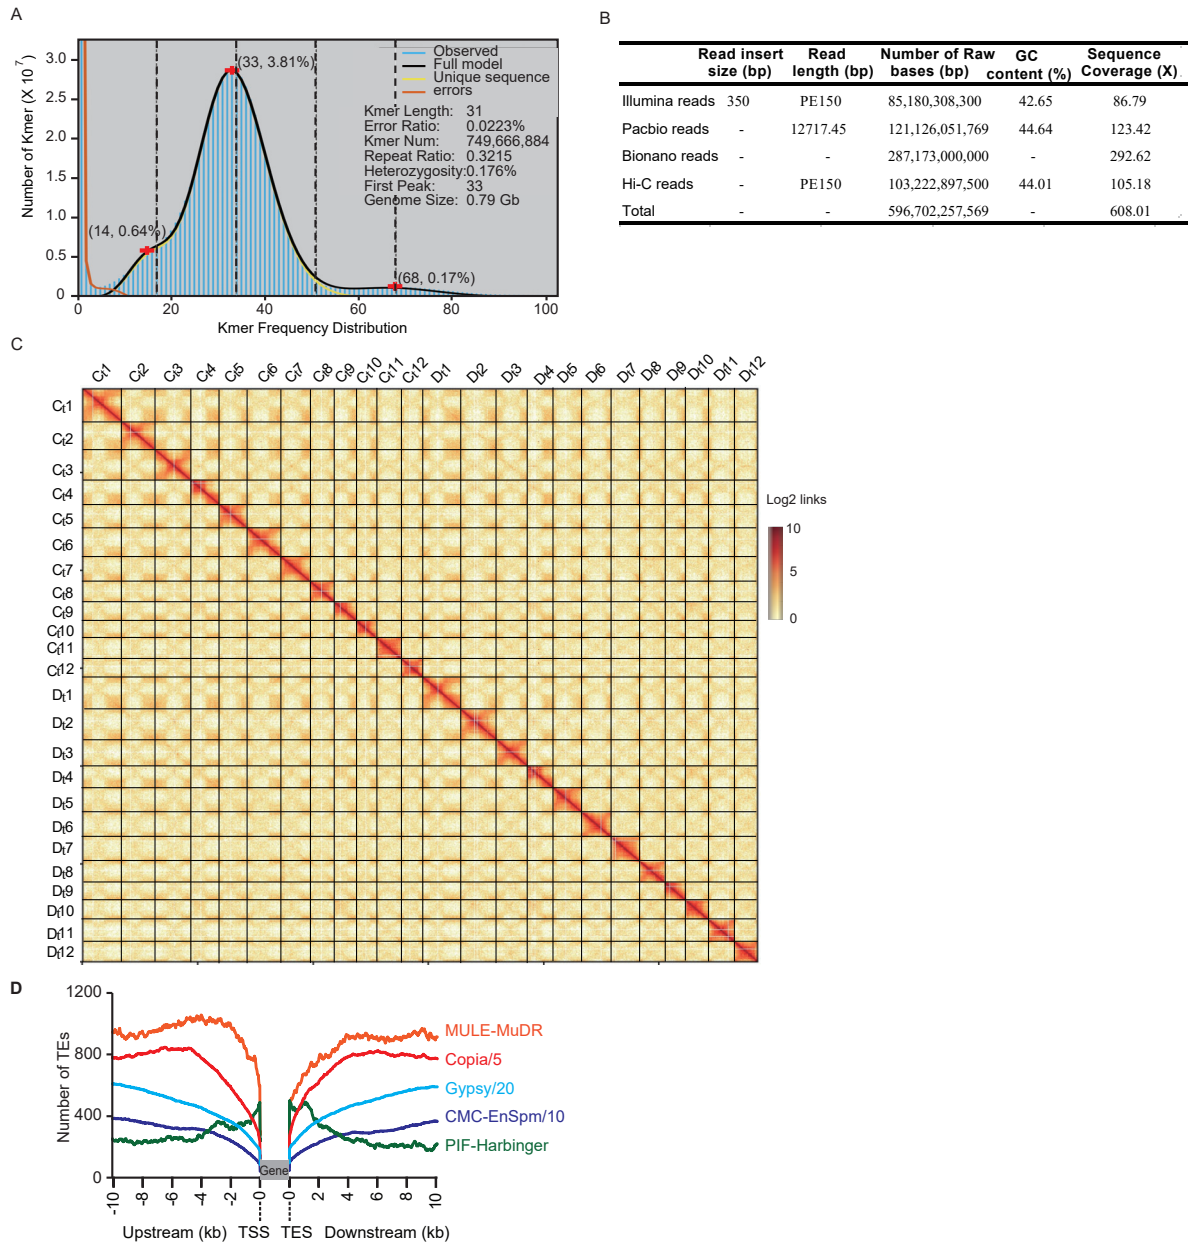 A
Number of Kmer (X 10^7)
3.0
2.5
2.0
1.5
1.0
0.5
0
(33, 3.81%)
(14, 0.64%)
(68, 0.17%)
Observed
Full model
Unique sequence
errors
Kmer Length: 31
Error Ratio: 0.0223%
Kmer Num: 749,666,884
Repeat Ratio: 0.3215
Heterozygosity:0.176%
First Peak: 33
Genome Size: 0.79 Gb
0 20 40 60 80 100
Kmer Frequency Distribution
B
Read insert size (bp) Read length (bp) Number of Raw bases (bp) GC content (%) Sequence Coverage (X)
Illumina reads 350 PE150 85,180,308,300 42.65 86.79
Pacbio reads - 12717.45 121,126,051,769 44.64 123.42
Bionano reads - - 287,173,000,000 - 292.62
Hi-C reads - PE150 103,222,897,500 44.01 105.18
Total - - 596,702,257,569 - 608.01
C
Ct1 Ct2 Ct3 Ct4 Ct5 Ct6 Ct7 Ct8 Ct9 Ct10 Ct11 Ct12 Dt1 Dt2 Dt3 Dt4 Dt5 Dt6 Dt7 Dt8 Dt9 Dt10 Dt11 Dt12
Ct1
Ct2
Ct3
Ct4
Ct5
Ct6
Ct7
Ct8
Ct9
Ct10
Ct11
Ct12
Dt1
Dt2
Dt3
Dt4
Dt5
Dt6
Dt7
Dt8
Dt9
Dt10
Dt11
Dt12
Log2 links
10
5
0
D
Number of TEs
1200
800
400
0
MULE-MuDR
Copia/5
Gypsy/20
CMC-EnSpm/10
PIF-Harbinger
Gene
-10 -8 -6 -4 -2 -0 -0 2 4 6 8 10
Upstream (kb) TSS TES Downstream (kb)